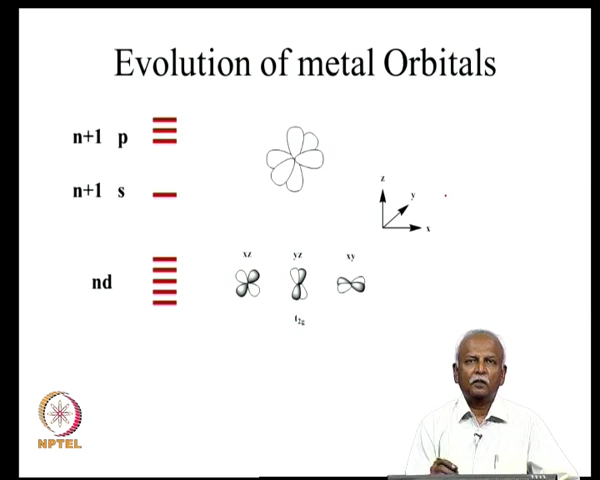 Evolution of metal Orbitals
n+1 p
n+1 s
z
y
x
xz yz xy
nd
t2g
NPTEL